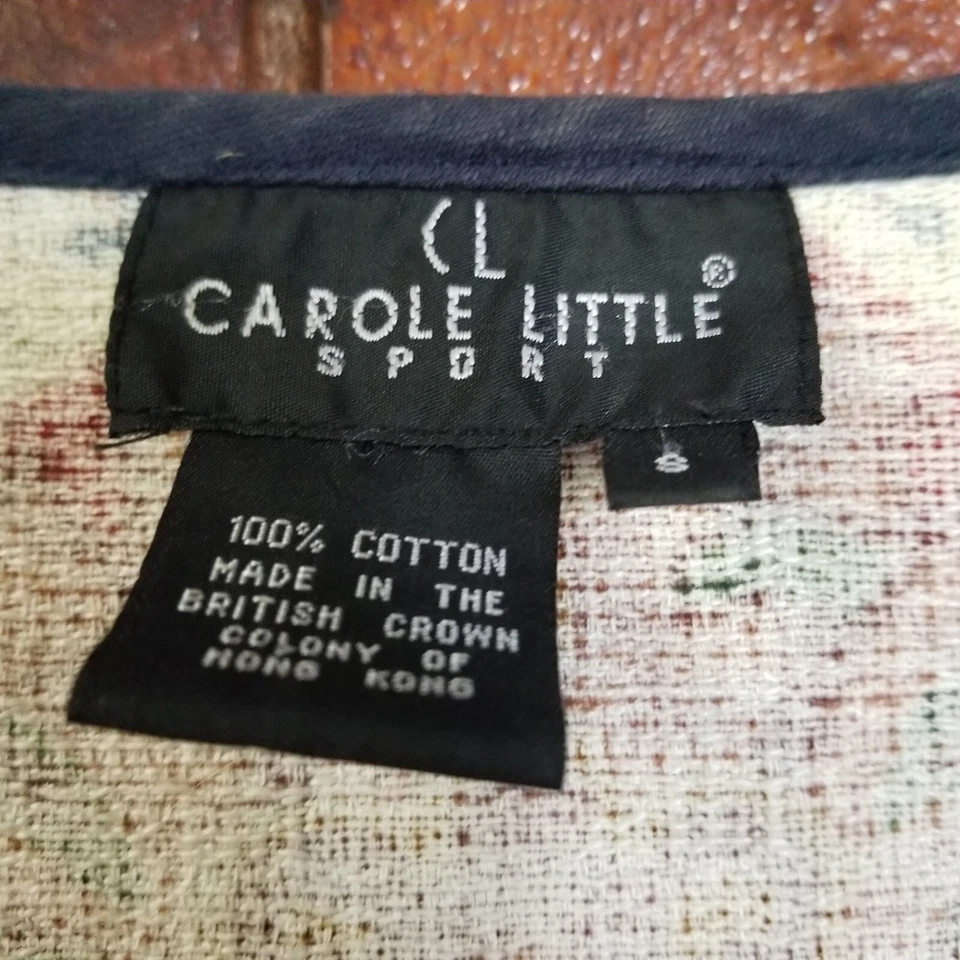 CL
CAROLE LITTLE®
SPORT
S
100% COTTON
MADE IN THE
BRITISH CROWN
COLONY OF
HONG KONG